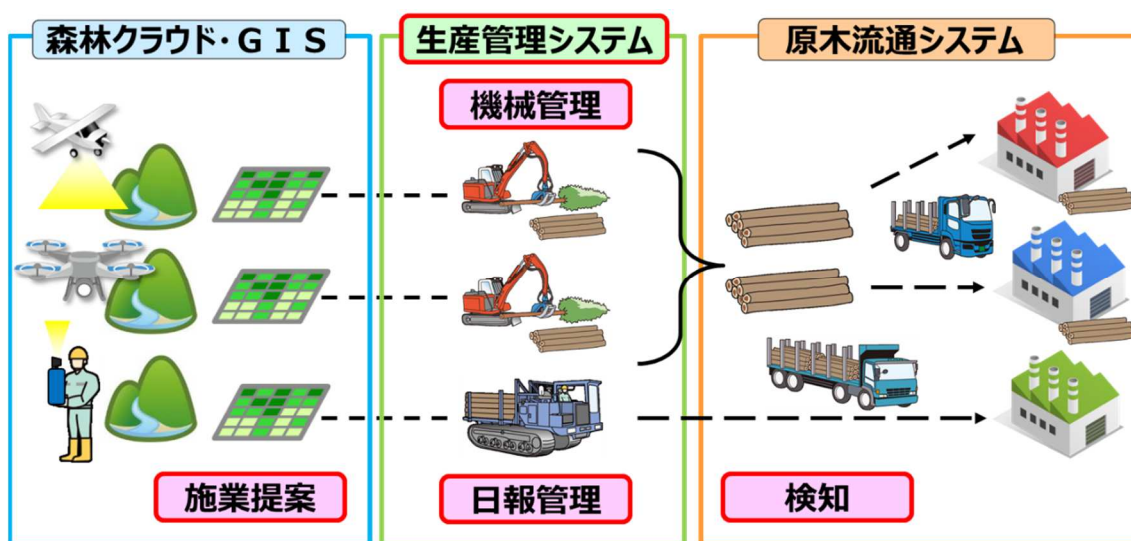 森林クラウド・ＧＩＳ
生産管理システム
原木流通システム
機械管理
施業提案
日報管理
検知